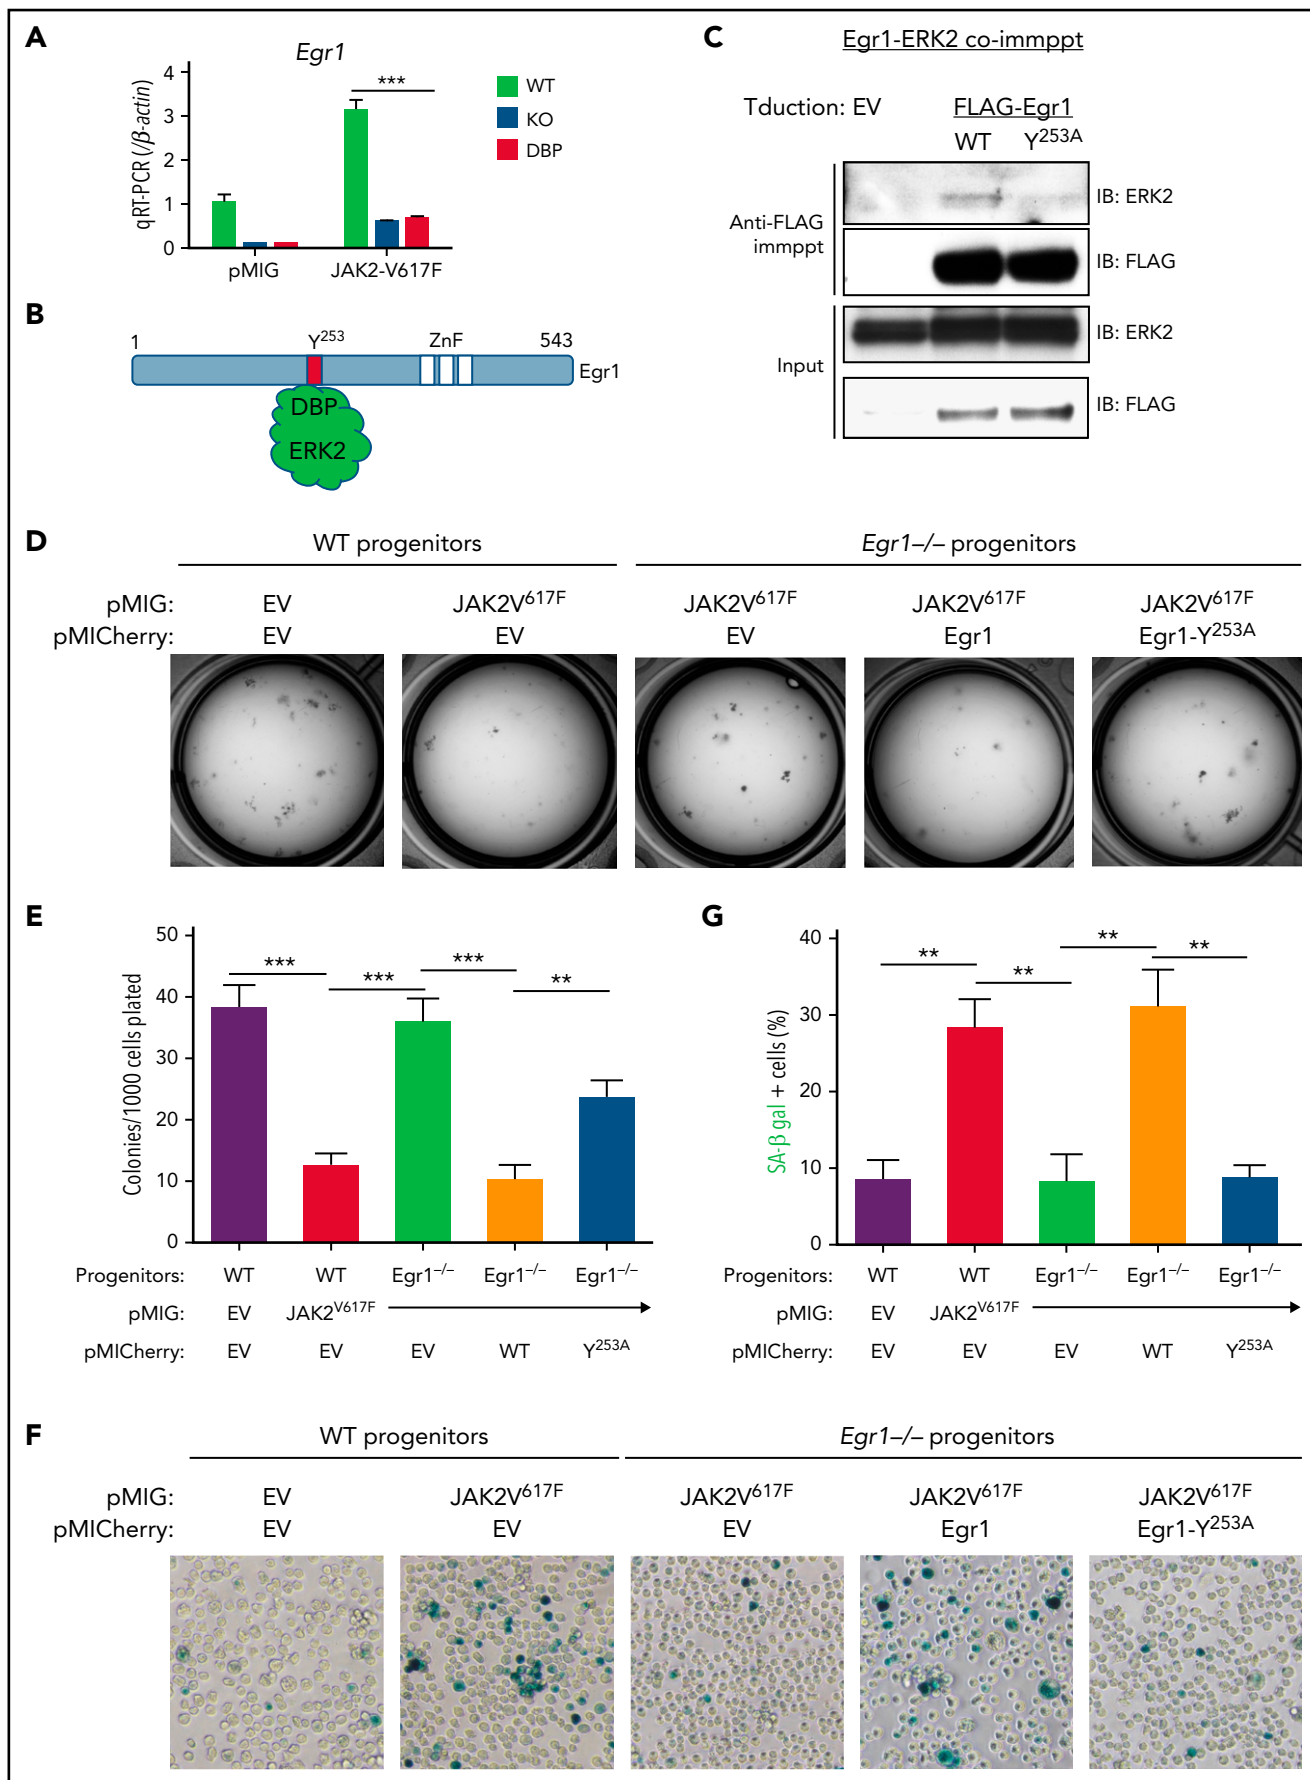 A
Egr1
qRT-PCR (/β-actin)
4
3
2
1
0
***
pMIG
JAK2-V617F
WT
KO
DBP
B
1
Y253
ZnF
543
Egr1
DBP
ERK2
C
Egr1-ERK2 co-immppt
Tduction: EV
FLAG-Egr1
WT
Y253A
Anti-FLAG
immppt
IB: ERK2
IB: FLAG
Input
IB: ERK2
IB: FLAG
D
WT progenitors
Egr1–/– progenitors
pMIG: EV JAK2V617F JAK2V617F JAK2V617F JAK2V617F
pMICherry: EV EV EV Egr1 Egr1-Y253A
E
Colonies/1000 cells plated
50
40
30
20
10
0
*** *** *** **
Progenitors: WT WT Egr1–/– Egr1–/– Egr1–/–
pMIG: EV JAK2V617F
pMICherry: EV EV EV WT Y253A
G
SA-β gal + cells (%)
40
30
20
10
0
** ** ** **
Progenitors: WT WT Egr1–/– Egr1–/– Egr1–/–
pMIG: EV JAK2V617F
pMICherry: EV EV EV WT Y253A
F
WT progenitors
Egr1–/– progenitors
pMIG: EV JAK2V617F JAK2V617F JAK2V617F JAK2V617F
pMICherry: EV EV EV Egr1 Egr1-Y253A